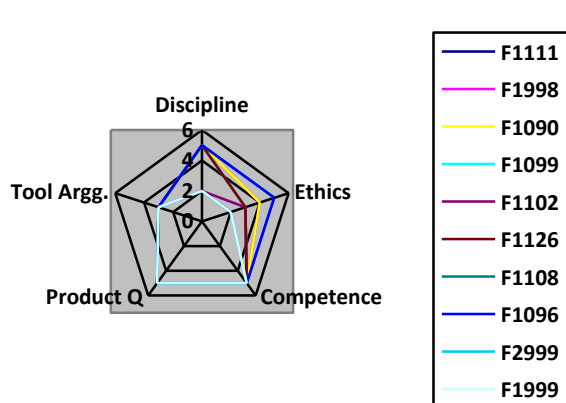 Discipline
6
4
2
0
Tool Argg.
Ethics
Product Q
Competence
F1111
F1998
F1090
F1099
F1102
F1126
F1108
F1096
F2999
F1999